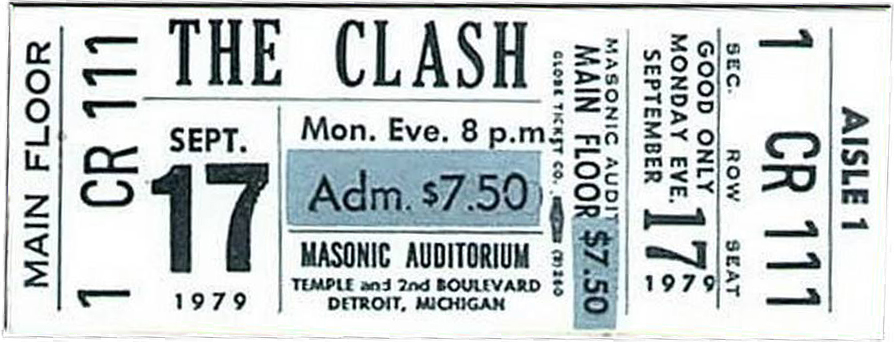 MAIN FLOOR
1 CR 111
THE CLASH
SEPT.
17
1979
Mon. Eve. 8 p.m.
Adm. $7.50
MASONIC AUDITORIUM
TEMPLE and 2nd BOULEVARD
DETROIT, MICHIGAN
GLOBE TICKET CO.
MAIN FLOOR $7.50
MASONIC AUDIT
SEPTEMBER 17
MONDAY EVE.
GOOD ONLY
1979
SEC. ROW SEAT
1 CR 111
AISLE 1